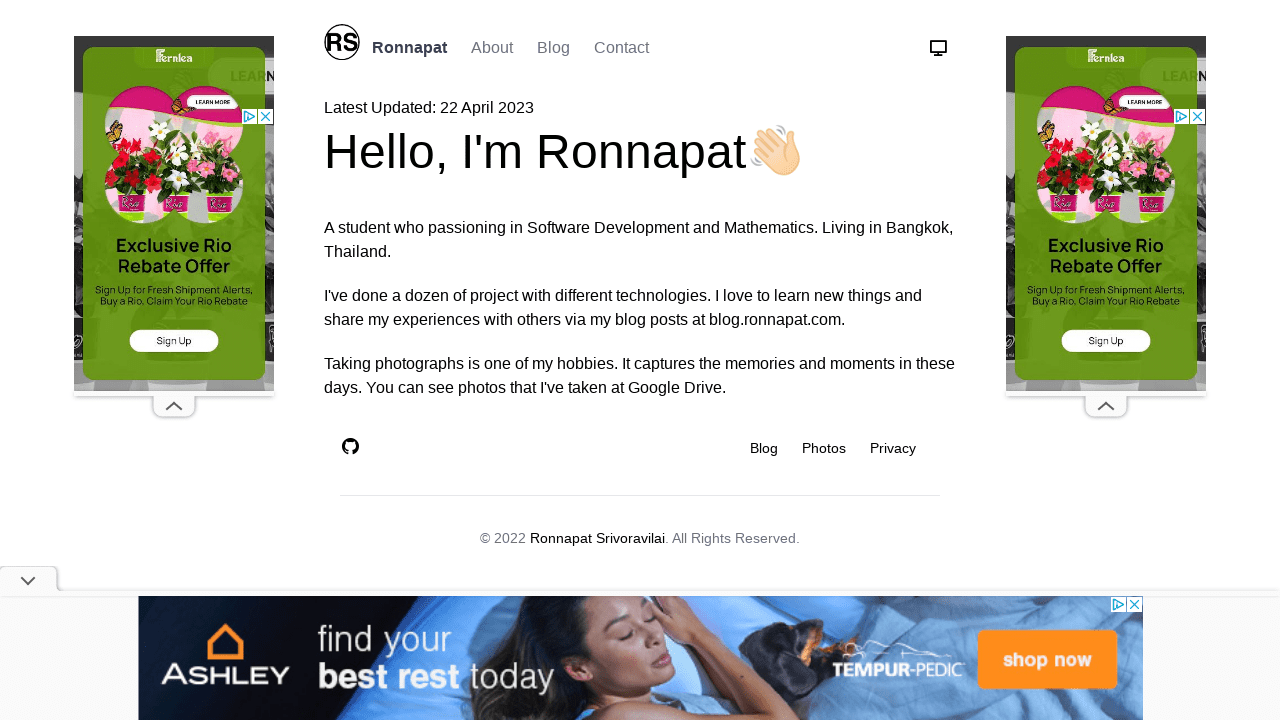 RS
Ronnapat
About
Blog
Contact
Latest Updated: 22 April 2023
Hello, I'm Ronnapat👋🏼
A student who passioning in Software Development and Mathematics. Living in Bangkok,
Thailand.
I've done a dozen of project with different technologies. I love to learn new things and
share my experiences with others via my blog posts at blog.ronnapat.com.
Taking photographs is one of my hobbies. It captures the memories and moments in these
days. You can see photos that I've taken at Google Drive.
Blog
Photos
Privacy
© 2022 Ronnapat Srivoravilai. All Rights Reserved.
Fernlea
LEARN MORE
Exclusive Rio
Rebate Offer
Sign Up for Fresh Shipment Alerts,
Buy a Rio, Claim Your Rio Rebate
Sign Up
Fernlea
LEARN MORE
Exclusive Rio
Rebate Offer
Sign Up for Fresh Shipment Alerts,
Buy a Rio, Claim Your Rio Rebate
Sign Up
ASHLEY
find your
best rest today
TEMPUR-PEDIC
shop now